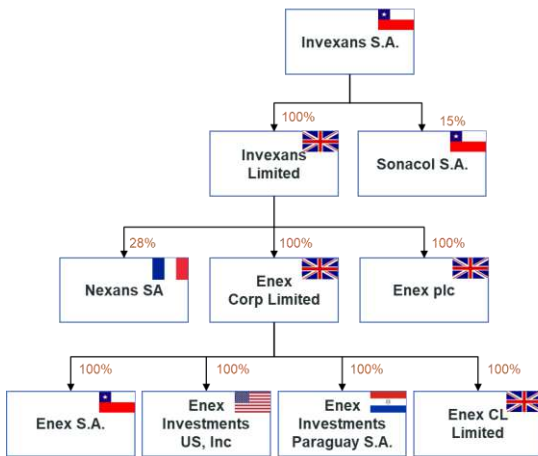 Invexans S.A.
100%
15%
Invexans
Limited
Sonacol S.A.
28%
100%
100%
Nexans SA
Enex
Corp Limited
Enex plc
100%
100%
100%
100%
Enex S.A.
Enex
Investments
US, Inc
Enex
Investments
Paraguay S.A.
Enex CL
Limited